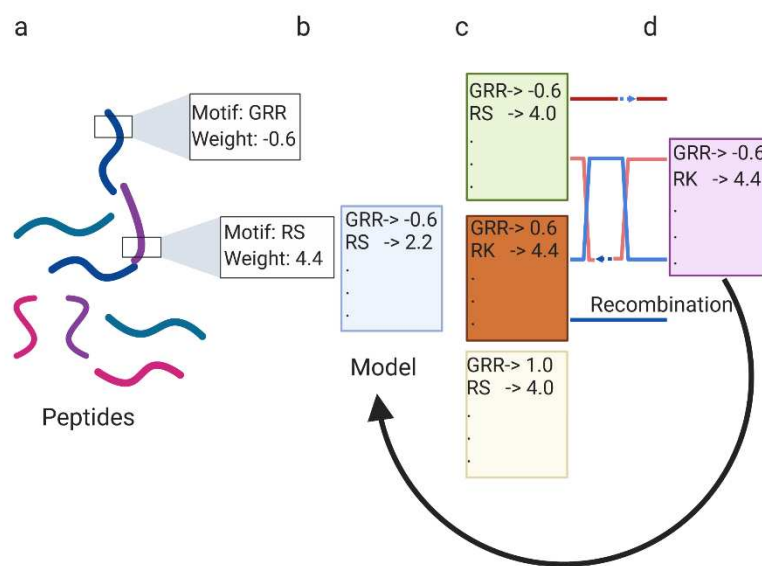 a
b
c
d
Motif: GRR
Weight: -0.6
Motif: RS
Weight: 4.4
Peptides
GRR-> -0.6
RS -> 2.2
.
.
.
Model
GRR-> -0.6
RS -> 4.0
.
.
.
GRR-> 0.6
RK -> 4.4
.
.
.
GRR-> 1.0
RS -> 4.0
.
.
.
Recombination
GRR-> -0.6
RK -> 4.4
.
.
.